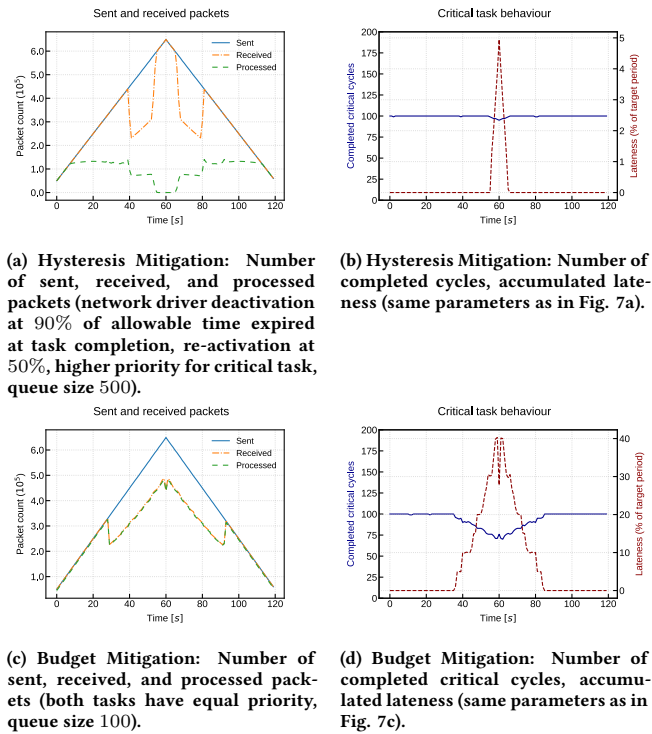 Sent and received packets
Sent
Received
Processed
Packet count (10⁵)
6,0
5,0
4,0
3,0
2,0
1,0
0,0
0 20 40 60 80 100 120
Time [s]
Critical task behaviour
Completed critical cycles
200
175
150
125
100
75
50
25
0
5
4
3
2
1
0
Lateness (% of target period)
0 20 40 60 80 100 120
Time [s]
(a) Hysteresis Mitigation: Number
of sent, received, and processed
packets (network driver deactivation
at 90% of allowable time expired
at task completion, re-activation at
50%, higher priority for critical task,
queue size 500).
(b) Hysteresis Mitigation: Number of
completed cycles, accumulated late-
ness (same parameters as in Fig. 7a).
Sent and received packets
Sent
Received
Processed
Packet count (10⁵)
6,0
5,0
4,0
3,0
2,0
1,0
0 20 40 60 80 100 120
Time [s]
Critical task behaviour
Completed critical cycles
200
175
150
125
100
75
50
25
0
40
30
20
10
0
Lateness (% of target period)
0 20 40 60 80 100 120
Time [s]
(c) Budget Mitigation: Number of
sent, received, and processed pack-
ets (both tasks have equal priority,
queue size 100).
(d) Budget Mitigation: Number of
completed critical cycles, accumu-
lated lateness (same parameters as in
Fig. 7c).